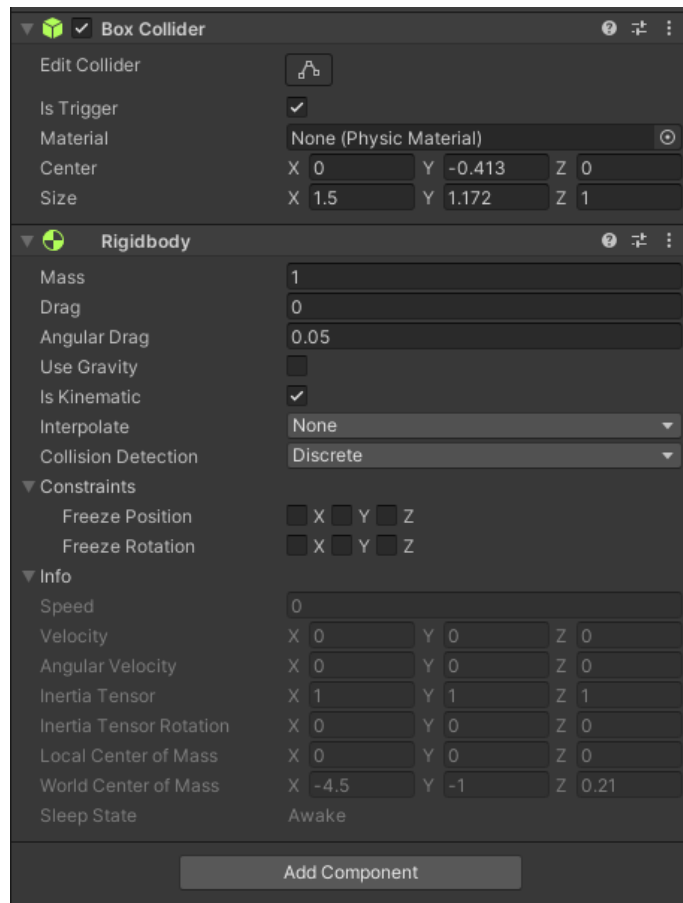 Box Collider
Edit Collider
Is Trigger
Material None (Physic Material)
Center X 0 Y -0.413 Z 0
Size X 1.5 Y 1.172 Z 1
Rigidbody
Mass 1
Drag 0
Angular Drag 0.05
Use Gravity
Is Kinematic
Interpolate None
Collision Detection Discrete
Constraints
Freeze Position X Y Z
Freeze Rotation X Y Z
Info
Speed 0
Velocity X 0 Y 0 Z 0
Angular Velocity X 0 Y 0 Z 0
Inertia Tensor X 1 Y 1 Z 1
Inertia Tensor Rotation X 0 Y 0 Z 0
Local Center of Mass X 0 Y 0 Z 0
World Center of Mass X -4.5 Y -1 Z 0.21
Sleep State Awake
Add Component